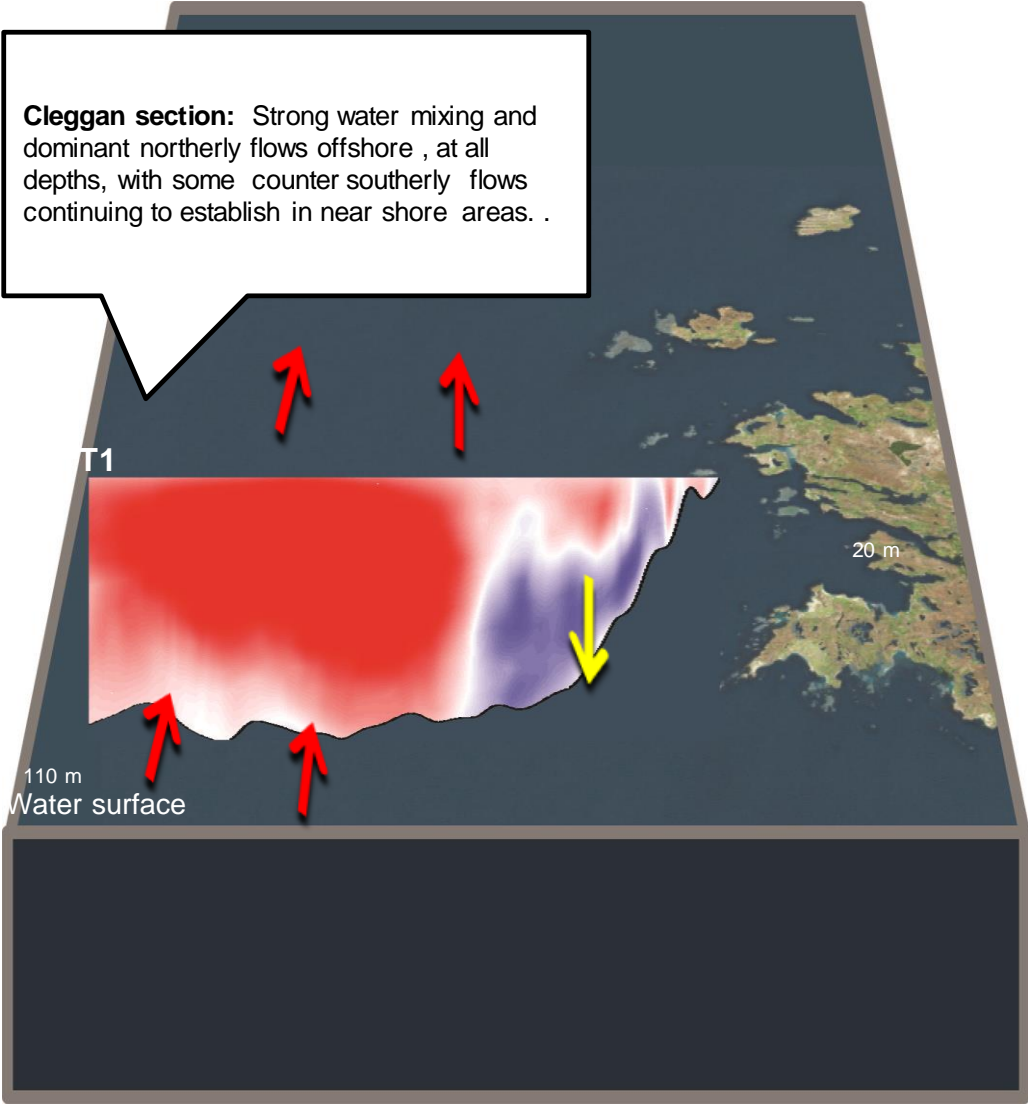 Cleggan section: Strong water mixing and
dominant northerly flows offshore , at all
depths, with some counter southerly flows
continuing to establish in near shore areas. .
T1
20 m
110 m
Water surface